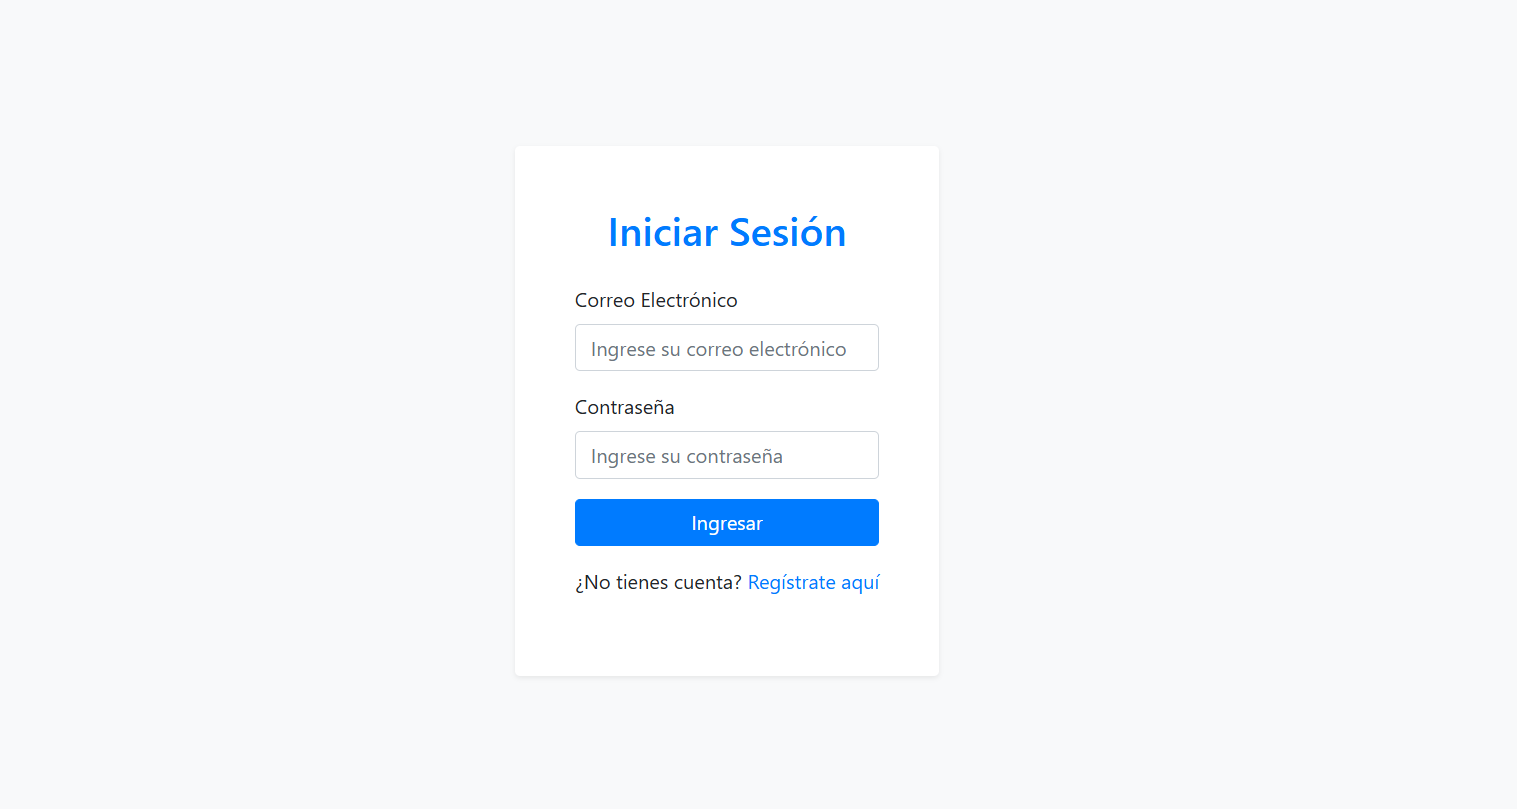 Iniciar Sesión
Correo Electrónico
Ingrese su correo electrónico
Contraseña
Ingrese su contraseña
Ingresar
¿No tienes cuenta? Regístrate aquí